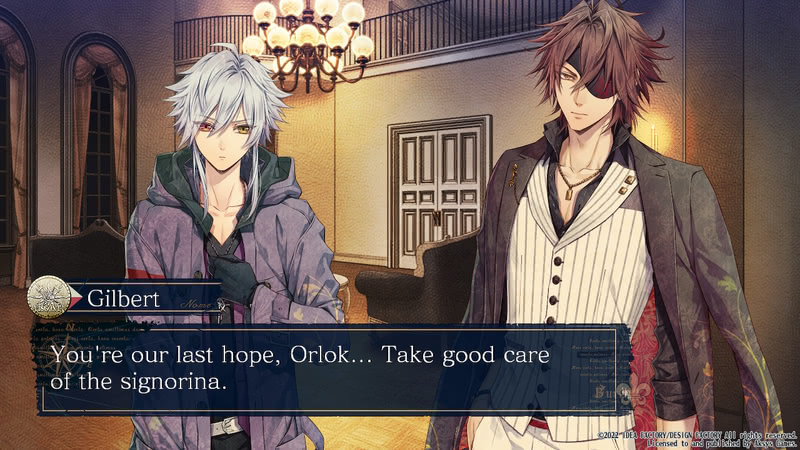 Gilbert
Nome
You're our last hope, Orlok... Take good care
of the signorina.
©2022 IDEA FACTORY/DESIGN FACTORY All rights reserved.
Licensed to and published by Aksys Games.